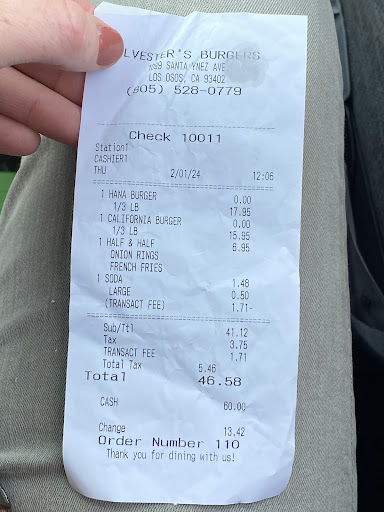 LVESTER'S BURGERS
99 SANTA YNEZ AVE
LOS OSOS, CA 93402
(805) 528-0779
Check 10011
Station1
CASHIER1
THU 2/01/24 12:06
1 HANA BURGER 0.00
1/3 LB 17.95
1 CALIFORNIA BURGER 0.00
1/3 LB 15.95
1 HALF & HALF 6.95
ONION RINGS
FRENCH FRIES
1 SODA 1.48
LARGE 0.50
(TRANSACT FEE) 1.71-
Sub/Ttl 41.12
Tax 3.75
TRANSACT FEE 1.71
Total Tax 5.46
Total 46.58
CASH 60.00
Change 13.42
Order Number 110
Thank you for dining with us!